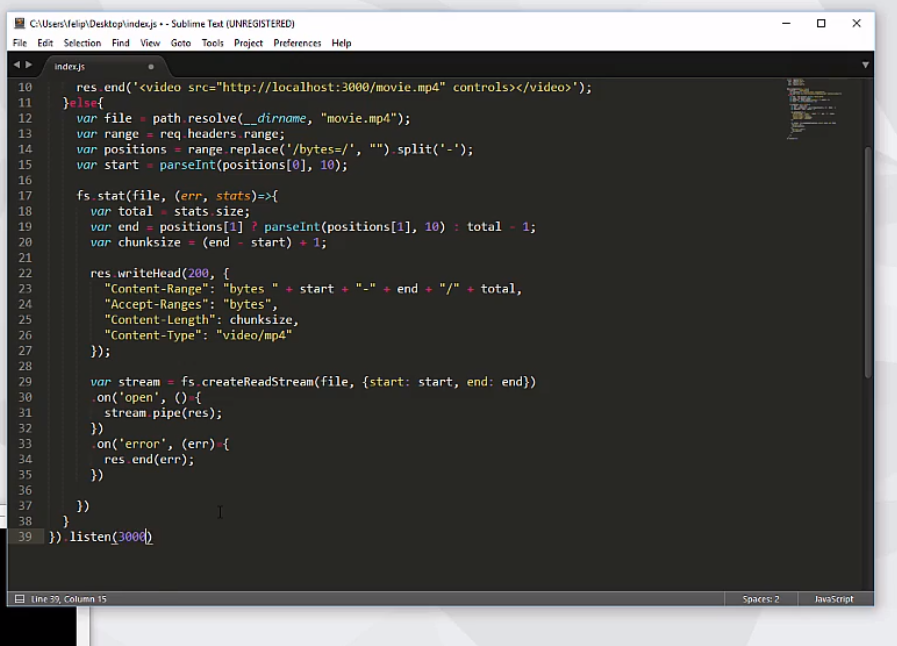 C:\Users\felip\Desktop\index.js • - Sublime Text (UNREGISTERED)
File Edit Selection Find View Goto Tools Project Preferences Help
index.js
10 res.end('<video src="http://localhost:3000/movie.mp4" controls></video>');
11 }else{
12 var file = path.resolve(__dirname, "movie.mp4");
13 var range = req.headers.range;
14 var positions = range.replace('/bytes=/', "").split('-');
15 var start = parseInt(positions[0], 10);
16
17 fs.stat(file, (err, stats)=>{
18 var total = stats.size;
19 var end = positions[1] ? parseInt(positions[1], 10) : total - 1;
20 var chunksize = (end - start) + 1;
21
22 res.writeHead(200, {
23 "Content-Range": "bytes " + start + "-" + end + "/" + total,
24 "Accept-Ranges": "bytes",
25 "Content-Length": chunksize,
26 "Content-Type": "video/mp4"
27 });
28
29 var stream = fs.createReadStream(file, {start: start, end: end})
30 .on('open', ()=>{
31 stream.pipe(res);
32 })
33 .on('error', (err)=>{
34 res.end(err);
35 })
36
37 })
38 }
39 }).listen(3000)
Line 39, Column 15 Spaces: 2 JavaScript